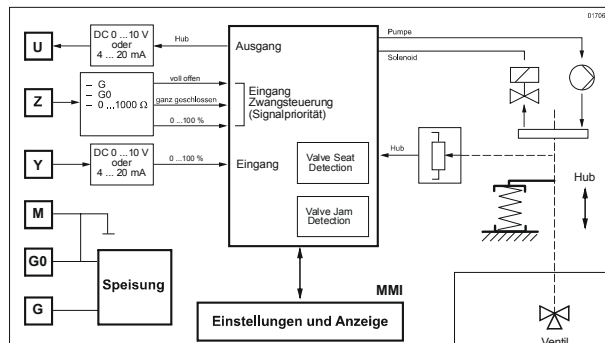 01706
U
DC 0 ...10 V
oder
4 ... 20 mA
Hub
Ausgang
Pumpe
Solenoid
Z
– G
– G0
– 0 ...1000 Ω
voll offen
ganz geschlossen
0 ...100 %
Eingang
Zwangsteuerung
(Signalpriorität)
Y
DC 0 ...10 V
oder
4 ... 20 mA
0 ...100 %
Eingang
Valve Seat
Detection
Valve Jam
Detection
Hub
Hub
M
G0
G
Speisung
MMI
Einstellungen und Anzeige
Ventil